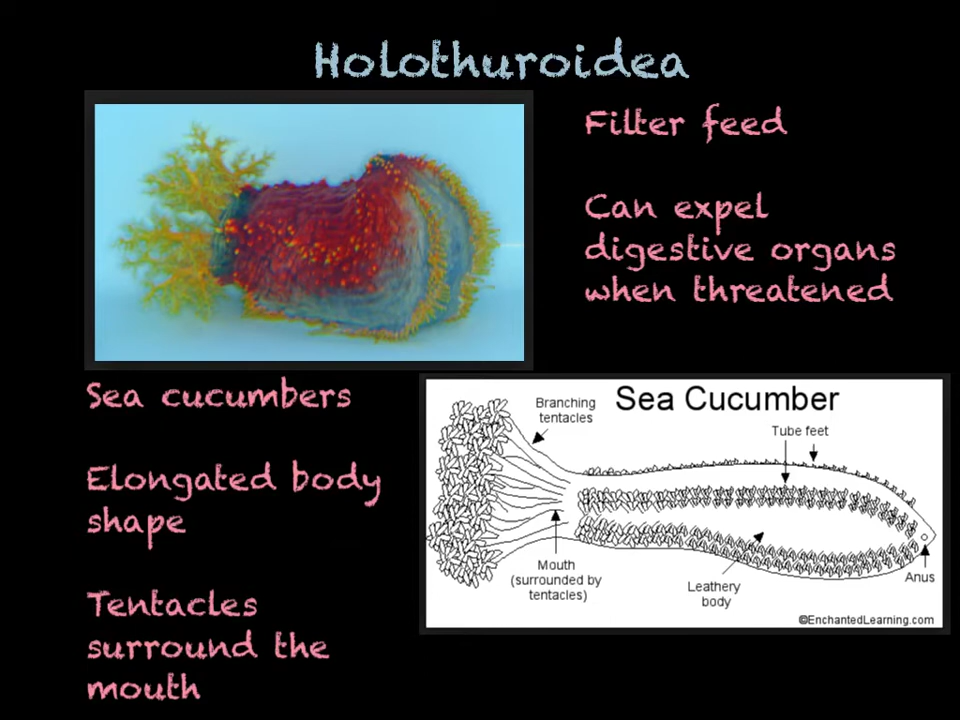 Holothuroidea
Filter feed
Can expel
digestive organs
when threatened
Sea cucumbers
Elongated body
shape
Tentacles
surround the
mouth
Sea Cucumber
Branching
tentacles
Tube feet
Mouth
(surrounded by
tentacles)
Leathery
body
Anus
©EnchantedLearning.com